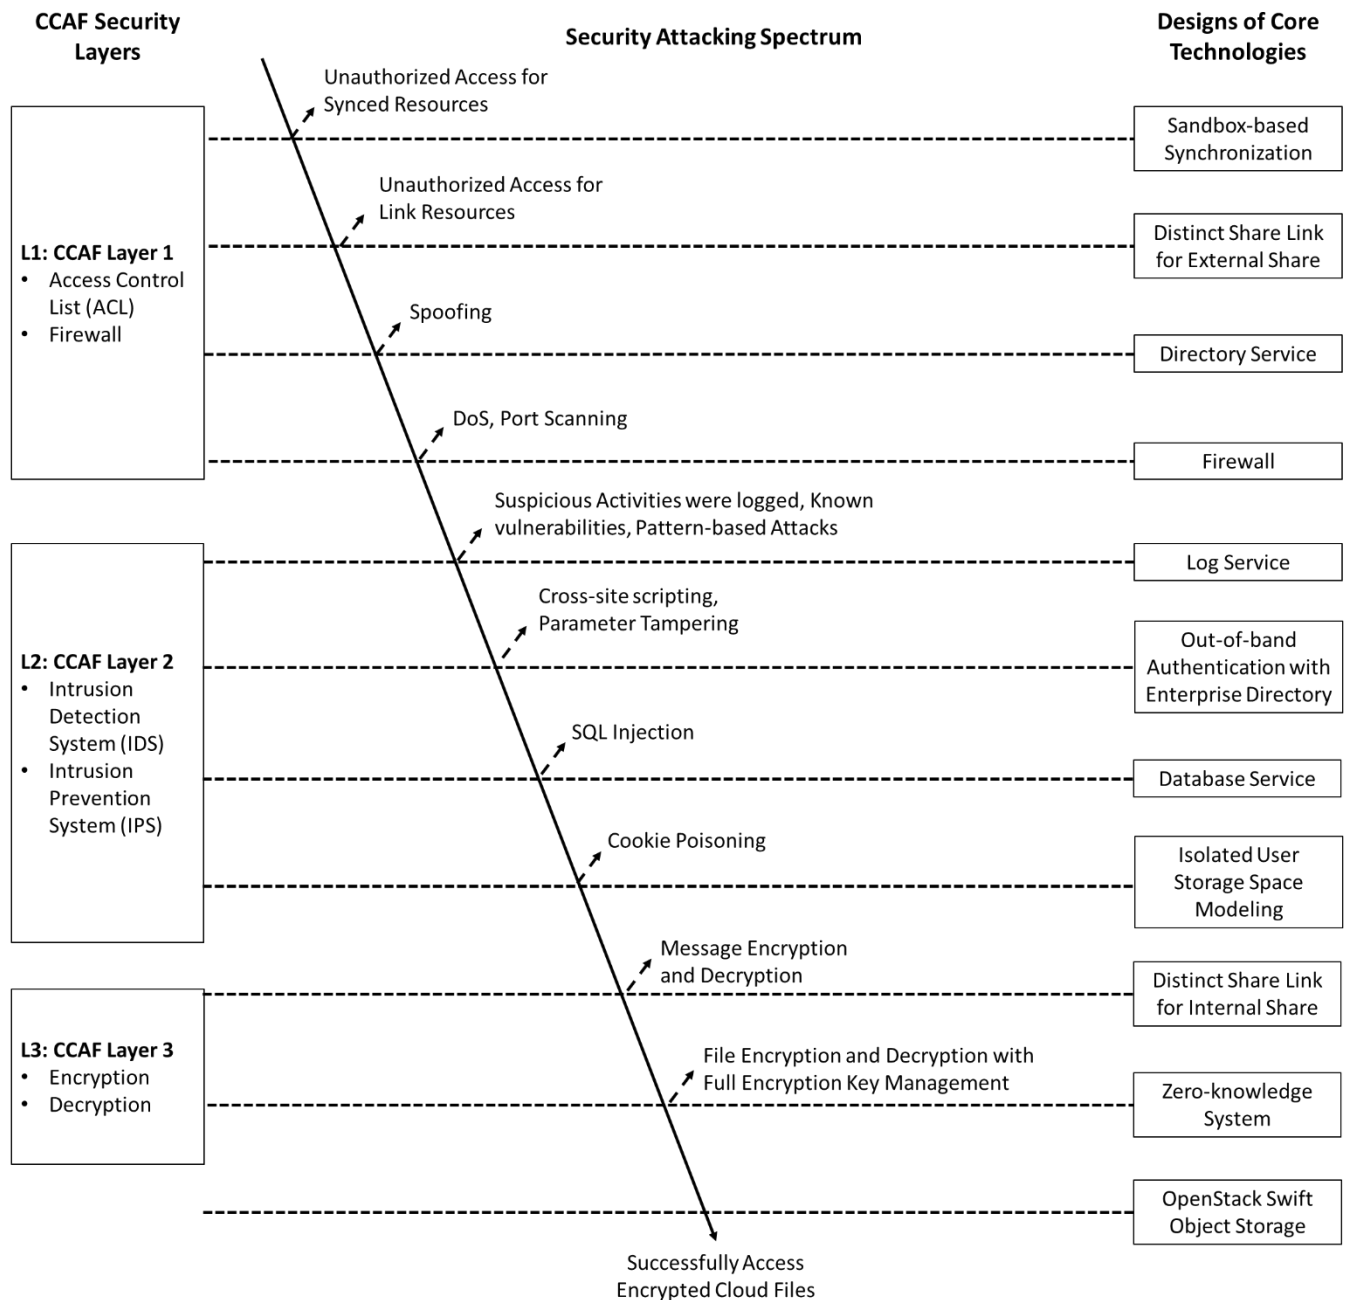 CCAF Security
Layers
Security Attacking Spectrum
Designs of Core
Technologies
Unauthorized Access for
Synced Resources
Sandbox-based
Synchronization
Unauthorized Access for
Link Resources
L1: CCAF Layer 1
• Access Control
List (ACL)
• Firewall
Distinct Share Link
for External Share
Spoofing
Directory Service
DoS, Port Scanning
Firewall
Suspicious Activities were logged, Known
vulnerabilities, Pattern-based Attacks
Log Service
Cross-site scripting,
Parameter Tampering
L2: CCAF Layer 2
• Intrusion
Detection
System (IDS)
• Intrusion
Prevention
System (IPS)
Out-of-band
Authentication with
Enterprise Directory
SQL Injection
Database Service
Cookie Poisoning
Isolated User
Storage Space
Modeling
Message Encryption
and Decryption
Distinct Share Link
for Internal Share
L3: CCAF Layer 3
• Encryption
• Decryption
File Encryption and Decryption with
Full Encryption Key Management
Zero-knowledge
System
OpenStack Swift
Object Storage
Successfully Access
Encrypted Cloud Files